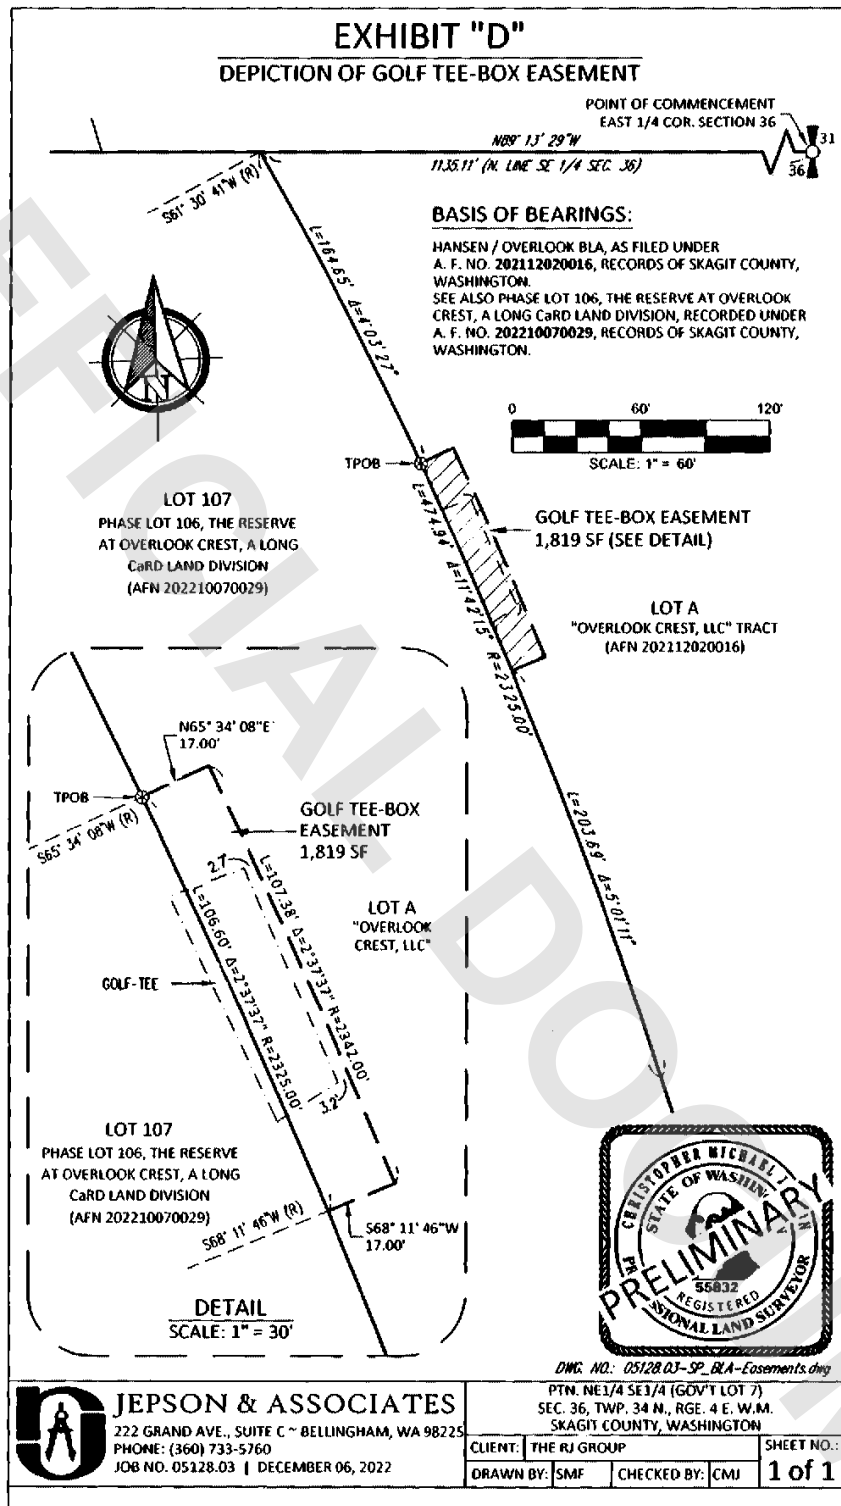 EXHIBIT "D"
DEPICTION OF GOLF TEE-BOX EASEMENT
POINT OF COMMENCEMENT
EAST 1/4 COR. SECTION 36
31
36
N89° 13' 29"W
1135.11' (N. LINE SE 1/4 SEC. 36)
S61° 30' 41"W (R)
BASIS OF BEARINGS:
HANSEN / OVERLOOK BLA, AS FILED UNDER
A. F. NO. 202112020016, RECORDS OF SKAGIT COUNTY,
WASHINGTON.
SEE ALSO PHASE LOT 106, THE RESERVE AT OVERLOOK
CREST, A LONG CaRD LAND DIVISION, RECORDED UNDER
A. F. NO. 202210070029, RECORDS OF SKAGIT COUNTY,
WASHINGTON.
L=164.65' Δ=4°03'27"
N
0 60' 120'
SCALE: 1" = 60'
TPOB
LOT 107
PHASE LOT 106, THE RESERVE
AT OVERLOOK CREST, A LONG
CaRD LAND DIVISION
(AFN 202210070029)
GOLF TEE-BOX EASEMENT
1,819 SF (SEE DETAIL)
L=474.94' Δ=11°42'15" R=2325.00'
LOT A
"OVERLOOK CREST, LLC" TRACT
(AFN 202112020016)
L=203.69' Δ=5°01'11"
N65° 34' 08"E
17.00'
TPOB
S65° 34' 08"W (R)
GOLF TEE-BOX
EASEMENT
1,819 SF
2.7'
L=107.38' Δ=2°37'37" R=2342.00'
L=106.60' Δ=2°37'37" R=2325.00'
LOT A
"OVERLOOK
CREST, LLC"
GOLF-TEE
3.2'
LOT 107
PHASE LOT 106, THE RESERVE
AT OVERLOOK CREST, A LONG
CaRD LAND DIVISION
(AFN 202210070029)
S68° 11' 46"W (R)
S68° 11' 46"W
17.00'
DETAIL
SCALE: 1" = 30'
CHRISTOPHER MICHAEL
STATE OF WASHIN
PRELIMINARY
55832
REGISTERED
SSIONAL LAND SURVEYOR
DWG. NO.: 05128.03-SP_BLA-Easements.dwg
JEPSON & ASSOCIATES
222 GRAND AVE., SUITE C ~ BELLINGHAM, WA 98225
PHONE: (360) 733-5760
JOB NO. 05128.03 | DECEMBER 06, 2022
PTN. NE1/4 SE1/4 (GOV'T LOT 7)
SEC. 36, TWP. 34 N., RGE. 4 E. W.M.
SKAGIT COUNTY, WASHINGTON
CLIENT: THE RJ GROUP
SHEET NO.:
DRAWN BY: SMF CHECKED BY: CMJ 1 of 1